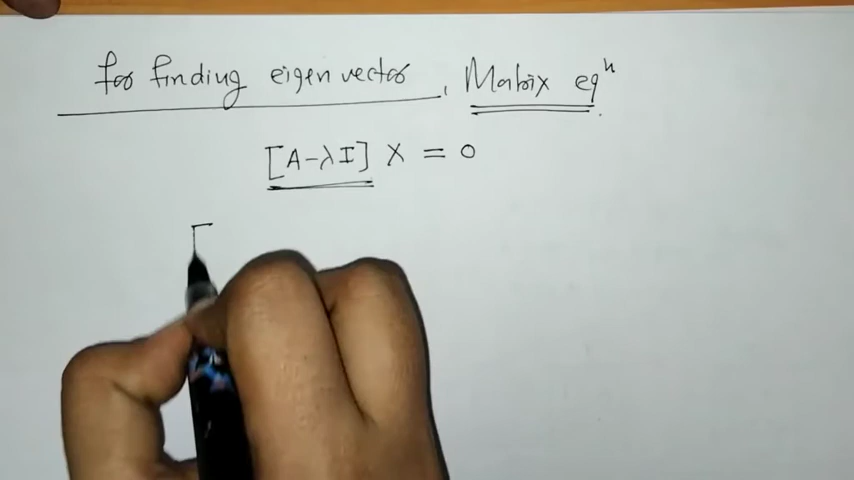 for finding eigen vector, Matrix eqⁿ.
[A-λI] X = 0
[